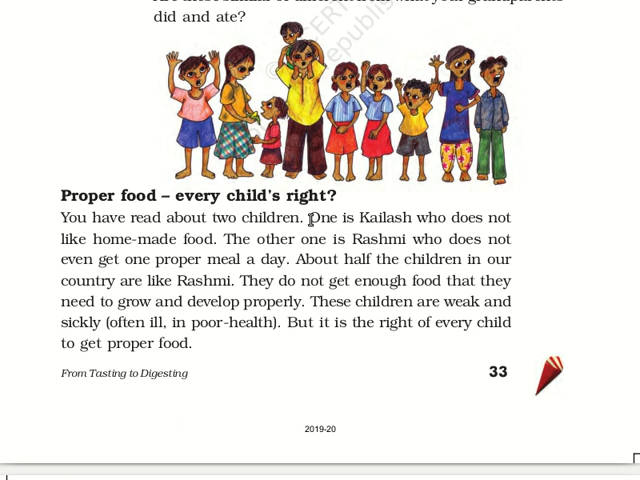 did and ate?
Proper food – every child's right?
You have read about two children. One is Kailash who does not
like home-made food. The other one is Rashmi who does not
even get one proper meal a day. About half the children in our
country are like Rashmi. They do not get enough food that they
need to grow and develop properly. These children are weak and
sickly (often ill, in poor-health). But it is the right of every child
to get proper food.
From Tasting to Digesting 33
2019-20